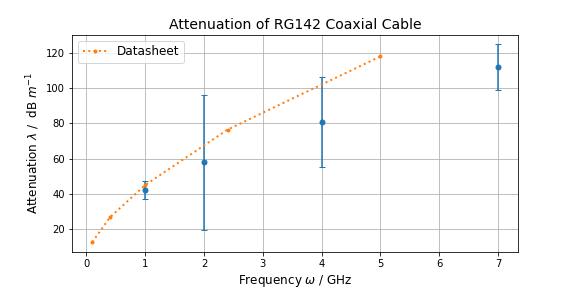 Attenuation of RG142 Coaxial Cable
Datasheet
Attenuation λ / dB m⁻¹
120
100
80
60
40
20
0 1 2 3 4 5 6 7
Frequency ω / GHz